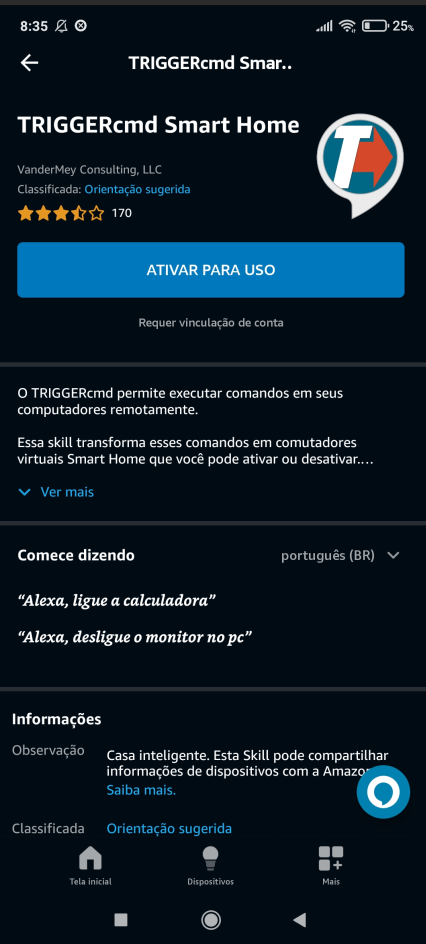 8:35 25%
TRIGGERcmd Smar..
TRIGGERcmd Smart Home
VanderMey Consulting, LLC
Classificada: Orientação sugerida
170
ATIVAR PARA USO
Requer vinculação de conta
O TRIGGERcmd permite executar comandos em seus
computadores remotamente.
Essa skill transforma esses comandos em comutadores
virtuais Smart Home que você pode ativar ou desativar....
Ver mais
Comece dizendo português (BR)
“Alexa, ligue a calculadora”
“Alexa, desligue o monitor no pc”
Informações
Observação
Casa inteligente. Esta Skill pode compartilhar
informações de dispositivos com a Amazon
Saiba mais.
Classificada Orientação sugerida
Tela inicial Dispositivos Mais